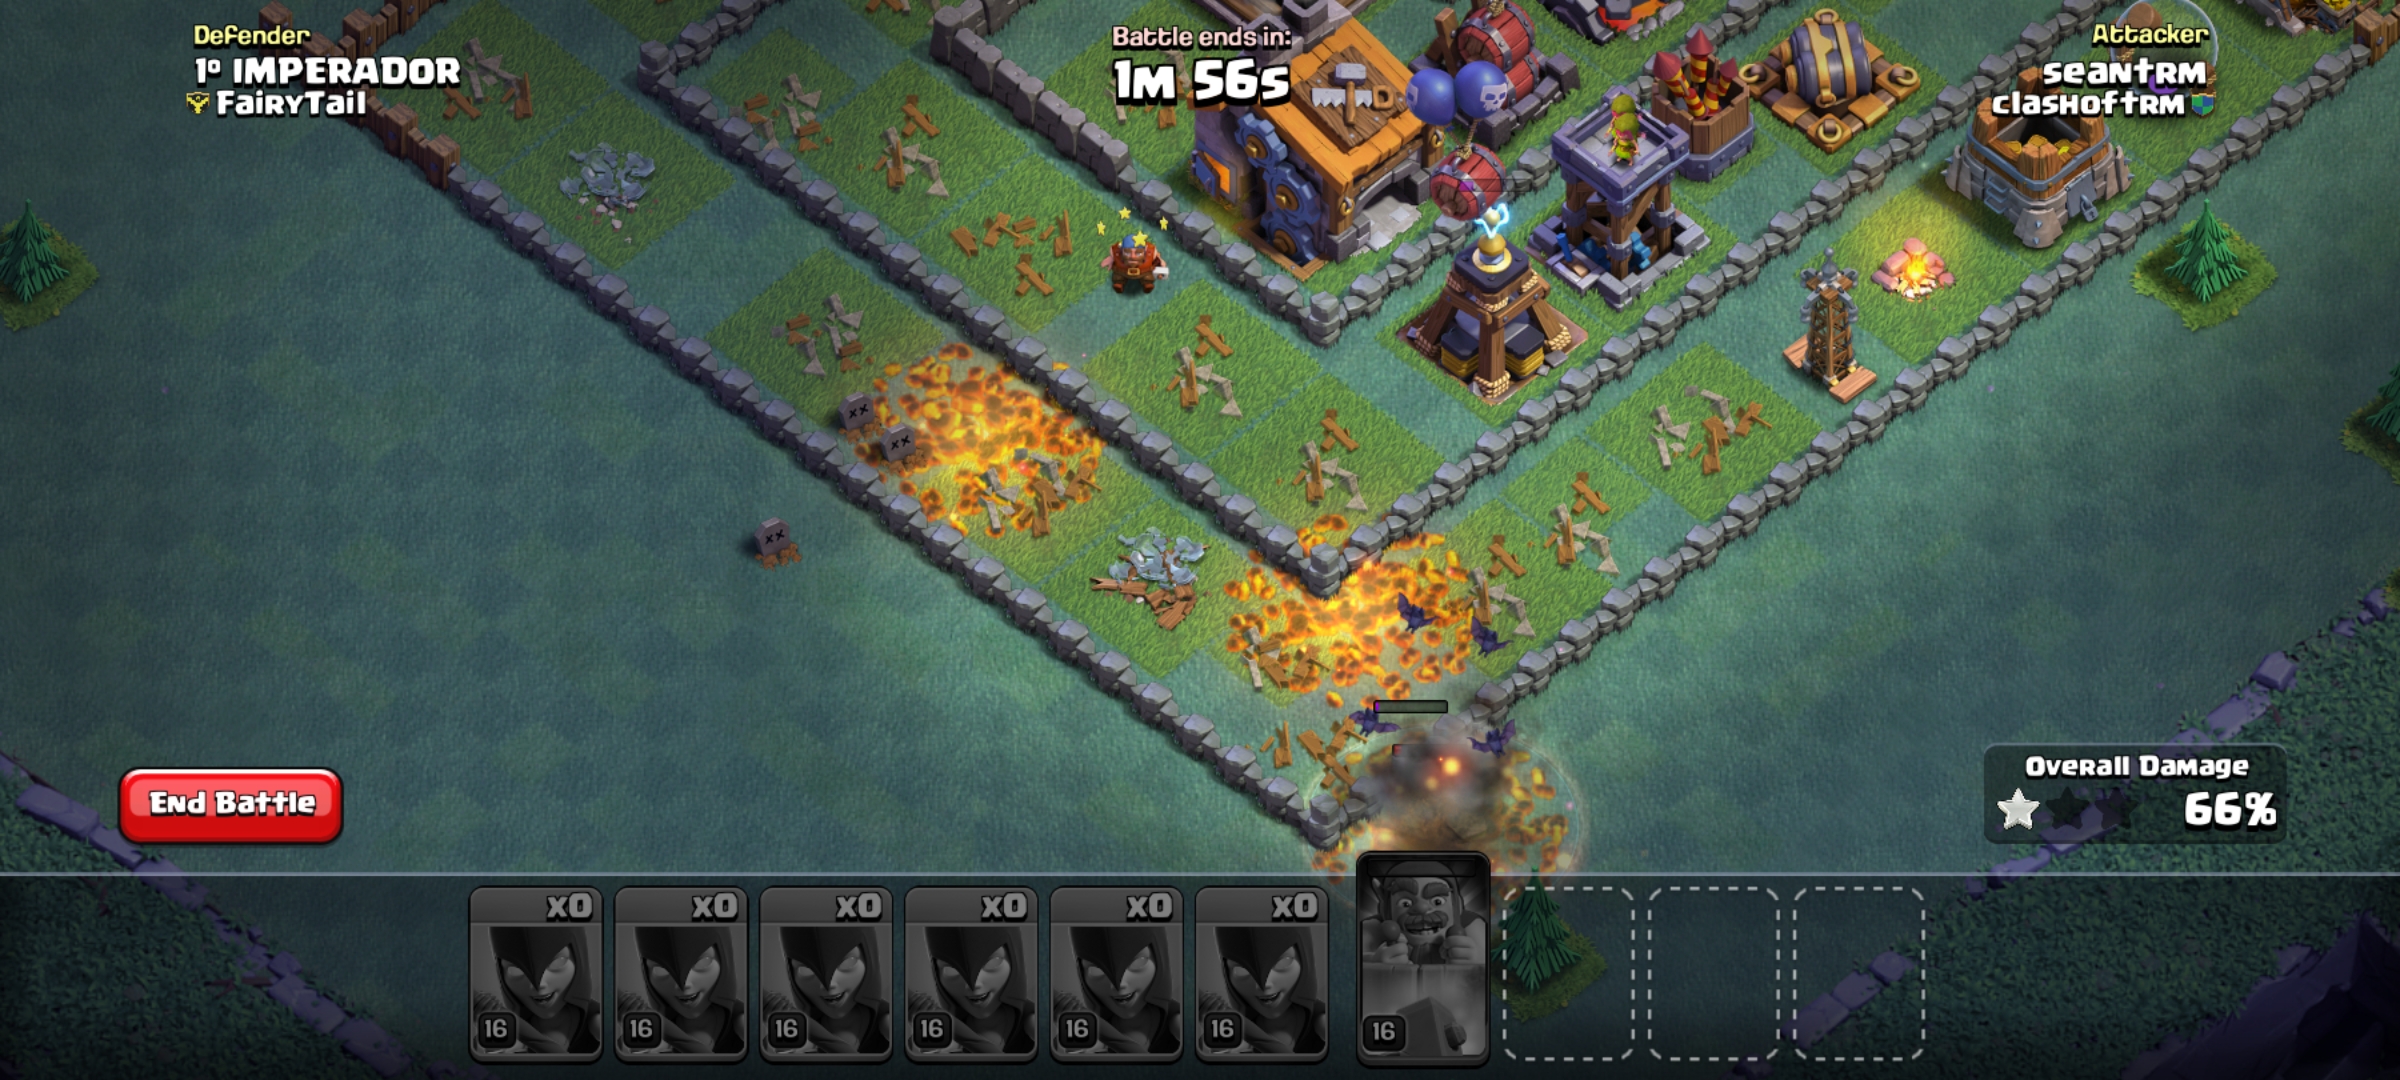 Defender
1º IMPERADOR
FairyTail
Battle ends in:
1M 56s
Attacker
seantrm
clashoftrm
End Battle
Overall Damage
66%
x0
x0
x0
x0
x0
x0
16
16
16
16
16
16
16